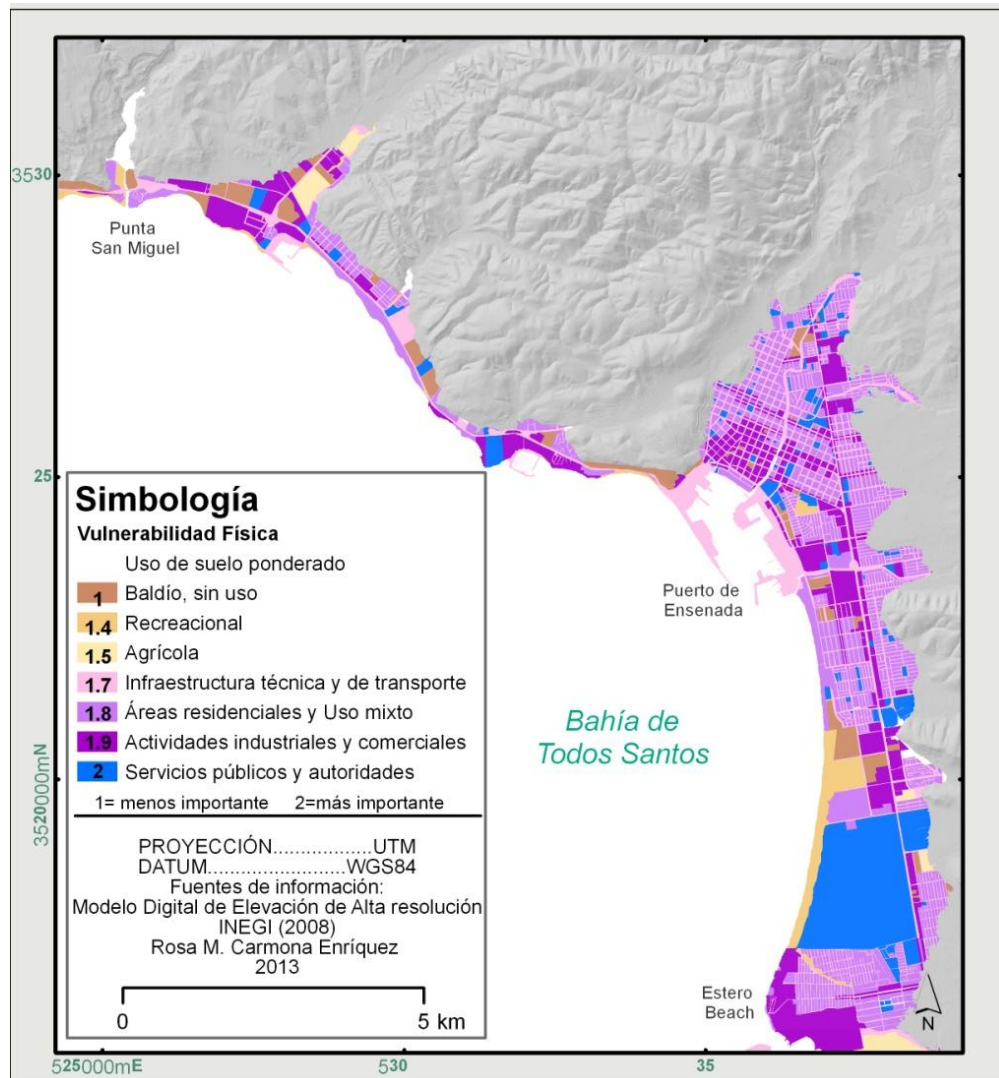 3530
Punta
San Miguel
25
Puerto de
Ensenada
Bahía de
Todos Santos
3520000mN
Estero
Beach
N
525000mE
530
35
Simbología
Vulnerabilidad Física
Uso de suelo ponderado
1 Baldío, sin uso
1.4 Recreacional
1.5 Agrícola
1.7 Infraestructura técnica y de transporte
1.8 Áreas residenciales y Uso mixto
1.9 Actividades industriales y comerciales
2 Servicios públicos y autoridades
1= menos importante 2=más importante
PROYECCIÓN..................UTM
DATUM.........................WGS84
Fuentes de información:
Modelo Digital de Elevación de Alta resolución
INEGI (2008)
Rosa M. Carmona Enríquez
2013
0 5 km